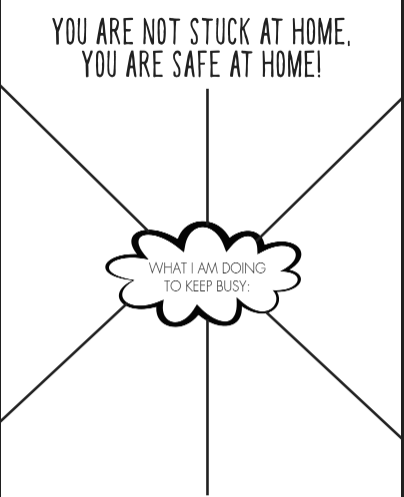 YOU ARE NOT STUCK AT HOME,
YOU ARE SAFE AT HOME!
WHAT I AM DOING
TO KEEP BUSY: